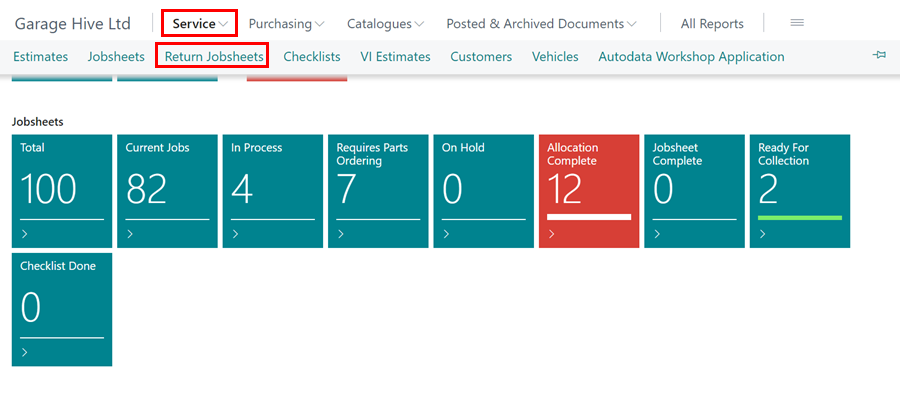 Garage Hive Ltd Service Purchasing Catalogues Posted & Archived Documents All Reports
Estimates Jobsheets Return Jobsheets Checklists VI Estimates Customers Vehicles Autodata Workshop Application
Jobsheets
Total
100
Current Jobs
82
In Process
4
Requires Parts
Ordering
7
On Hold
0
Allocation
Complete
12
Jobsheet
Complete
0
Ready For
Collection
2
Checklist Done
0